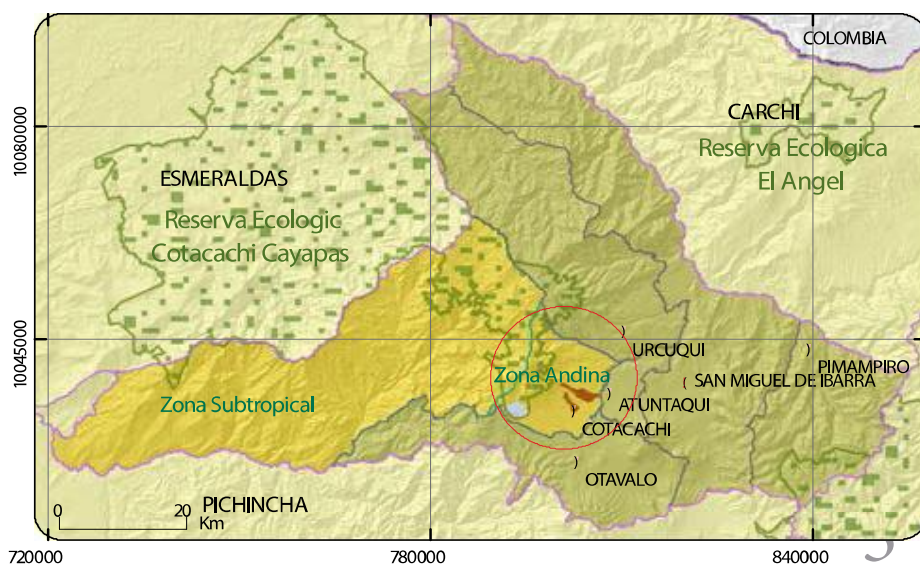 COLOMBIA
CARCHI
Reserva Ecologica
El Angel
ESMERALDAS
Reserva Ecologic
Cotacachi Cayapas
10080000
10045000
URCUQUI
PIMAMPIRO
Zona Andina
SAN MIGUEL DE IBARRA
Zona Subtropical
ATUNTAQUI
COTACACHI
OTAVALO
PICHINCHA
0 20
Km
720000 780000 840000